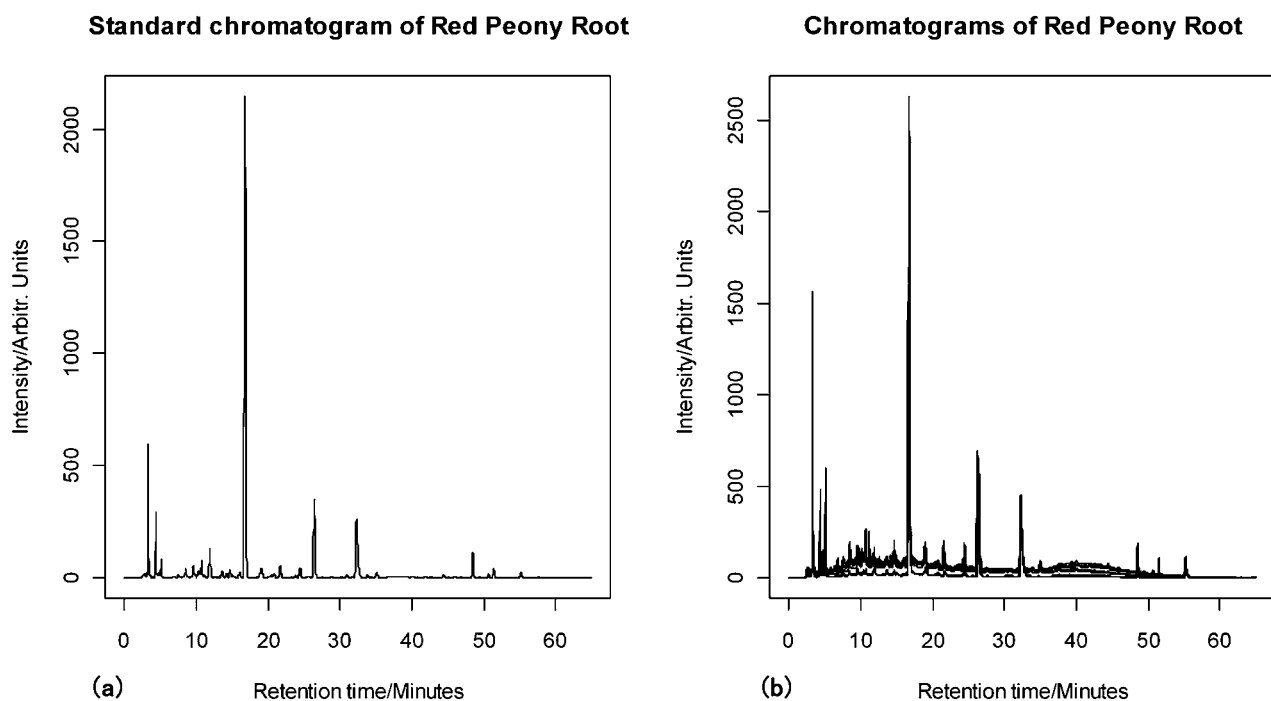 Standard chromatogram of Red Peony Root
Intensity/Arbitr. Units
2000
1500
1000
500
0
0 10 20 30 40 50 60
(a) Retention time/Minutes
Chromatograms of Red Peony Root
Intensity/Arbitr. Units
2500
2000
1500
1000
500
0
0 10 20 30 40 50 60
(b) Retention time/Minutes